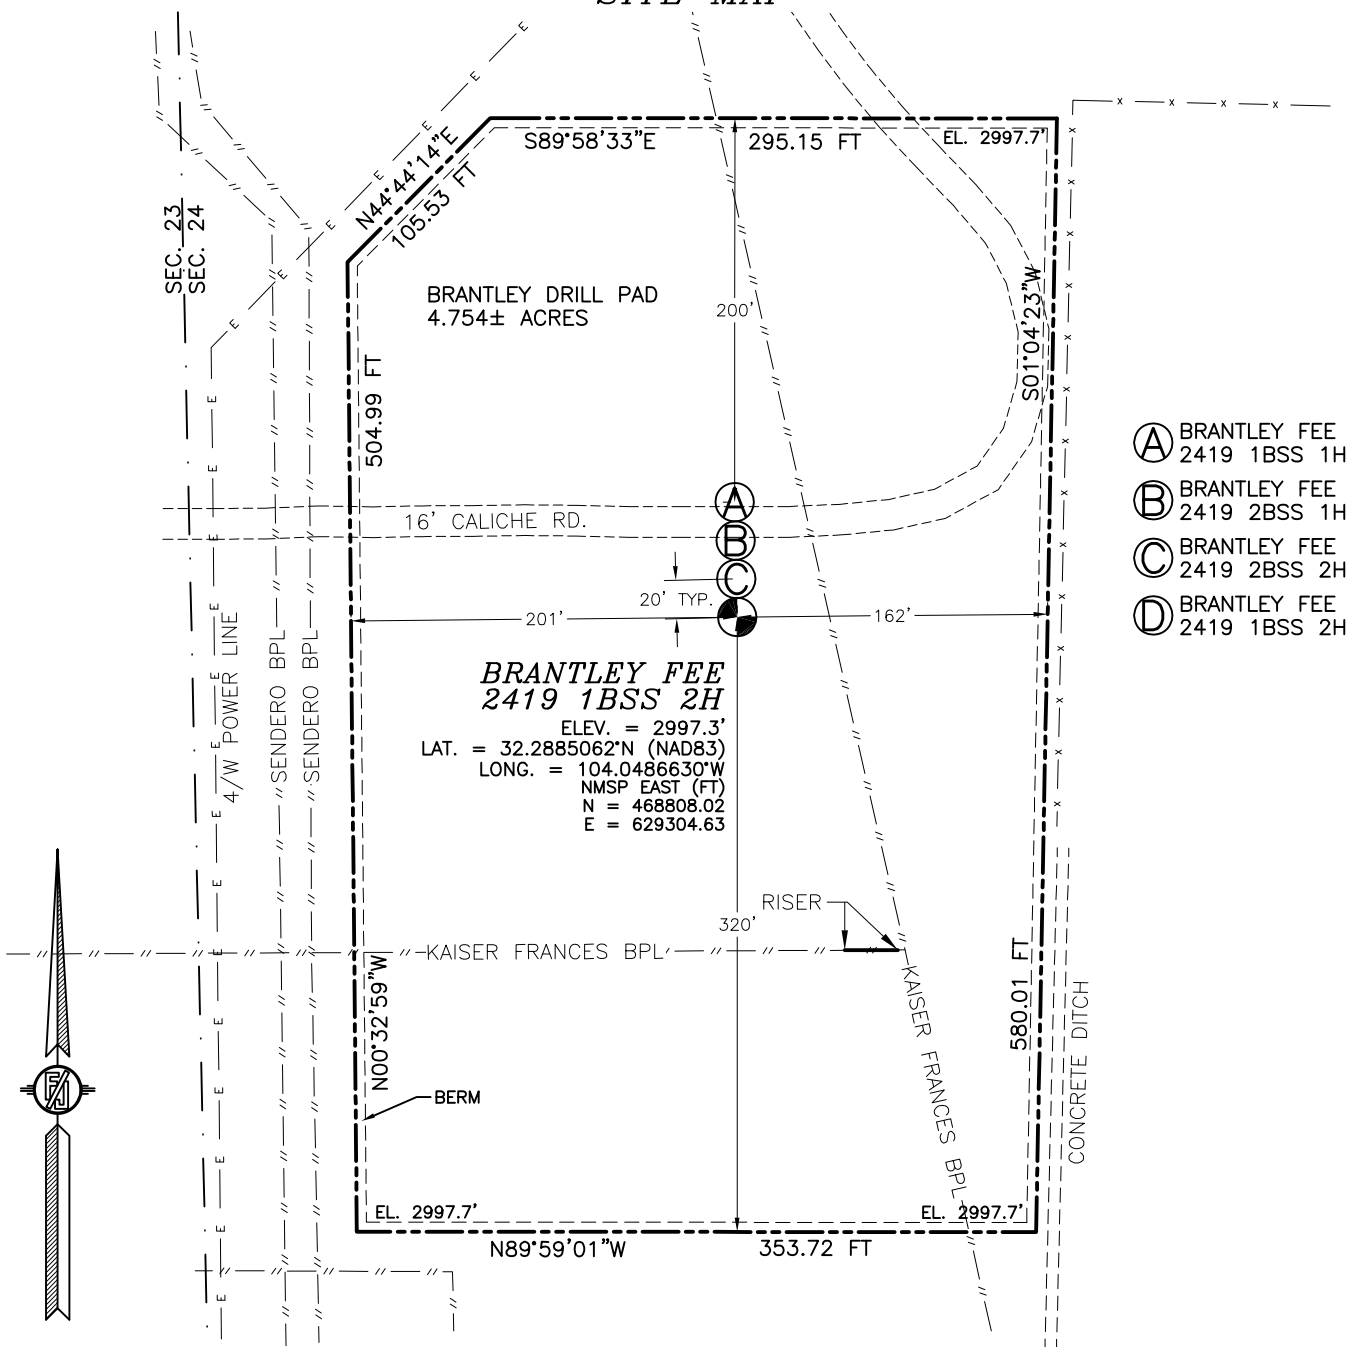 SITE MAP
S89°58'33"E
295.15 FT
EL. 2997.7'
N44°44'14"E
105.53 FT
SEC. 23
SEC. 24
BRANTLEY DRILL PAD
4.754± ACRES
200'
S01°04'23"W
504.99 FT
A
BRANTLEY FEE
2419 1BSS 1H
B
BRANTLEY FEE
2419 2BSS 1H
C
BRANTLEY FEE
2419 2BSS 2H
D
BRANTLEY FEE
2419 1BSS 2H
A
16' CALICHE RD.
B
C
20' TYP.
201'
162'
4/W POWER LINE
SENDERO BPL
SENDERO BPL
BRANTLEY FEE
2419 1BSS 2H
ELEV. = 2997.3'
LAT. = 32.2885062°N (NAD83)
LONG. = 104.0486630°W
NMSP EAST (FT)
N = 468808.02
E = 629304.63
RISER
320'
KAISER FRANCES BPL
KAISER FRANCES BPL
N00°32'59"W
580.01 FT
CONCRETE DITCH
BERM
EL. 2997.7'
EL. 2997.7'
N89°59'01"W
353.72 FT